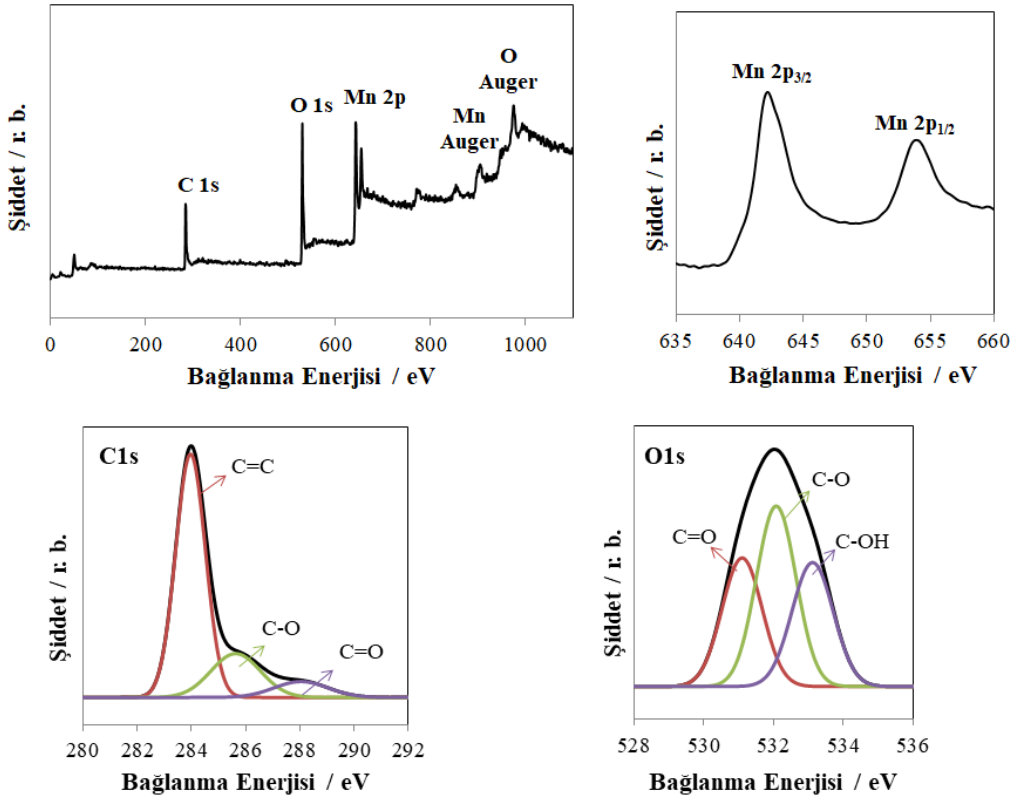 Şiddet / r. b.
C 1s
O 1s
Mn 2p
Mn
Auger
O
Auger
0 200 400 600 800 1000
Bağlanma Enerjisi / eV
Şiddet / r. b.
Mn 2p3/2
Mn 2p1/2
635 640 645 650 655 660
Bağlanma Enerjisi / eV
Şiddet / r. b.
C1s
C=C
C-O
C=O
280 282 284 286 288 290 292
Bağlanma Enerjisi / eV
Şiddet / r. b.
O1s
C=O
C-O
C-OH
528 530 532 534 536
Bağlanma Enerjisi / eV